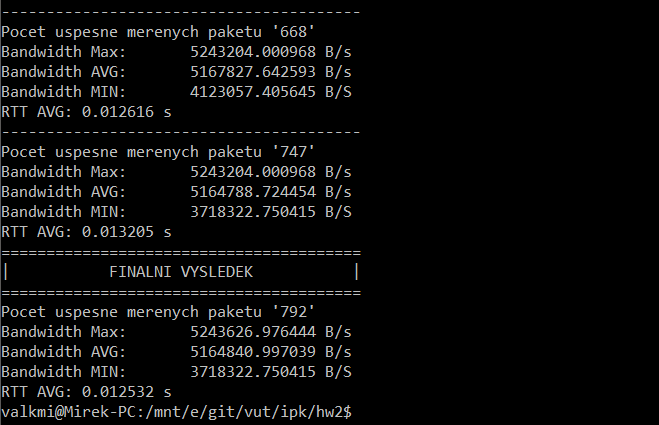 ----------------------------------------
Pocet uspesne merenych paketu '668'
Bandwidth Max:       5243204.000968 B/s
Bandwidth AVG:       5167827.642593 B/s
Bandwidth MIN:       4123057.405645 B/S
RTT AVG: 0.012616 s
----------------------------------------
Pocet uspesne merenych paketu '747'
Bandwidth Max:       5243204.000968 B/s
Bandwidth AVG:       5164788.724454 B/s
Bandwidth MIN:       3718322.750415 B/S
RTT AVG: 0.013205 s
========================================
|           FINALNI VYSLEDEK           |
========================================
Pocet uspesne merenych paketu '792'
Bandwidth Max:       5243626.976444 B/s
Bandwidth AVG:       5164840.997039 B/s
Bandwidth MIN:       3718322.750415 B/S
RTT AVG: 0.012532 s
valkmi@Mirek-PC:/mnt/e/git/vut/ipk/hw2$